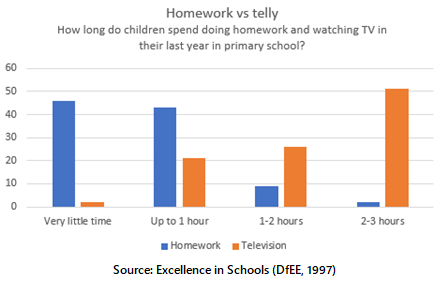 Homework vs telly
How long do children spend doing homework and watching TV in
their last year in primary school?
60
50
40
30
20
10
0
Very little time
Up to 1 hour
1-2 hours
2-3 hours
Homework
Television
Source: Excellence in Schools (DfEE, 1997)